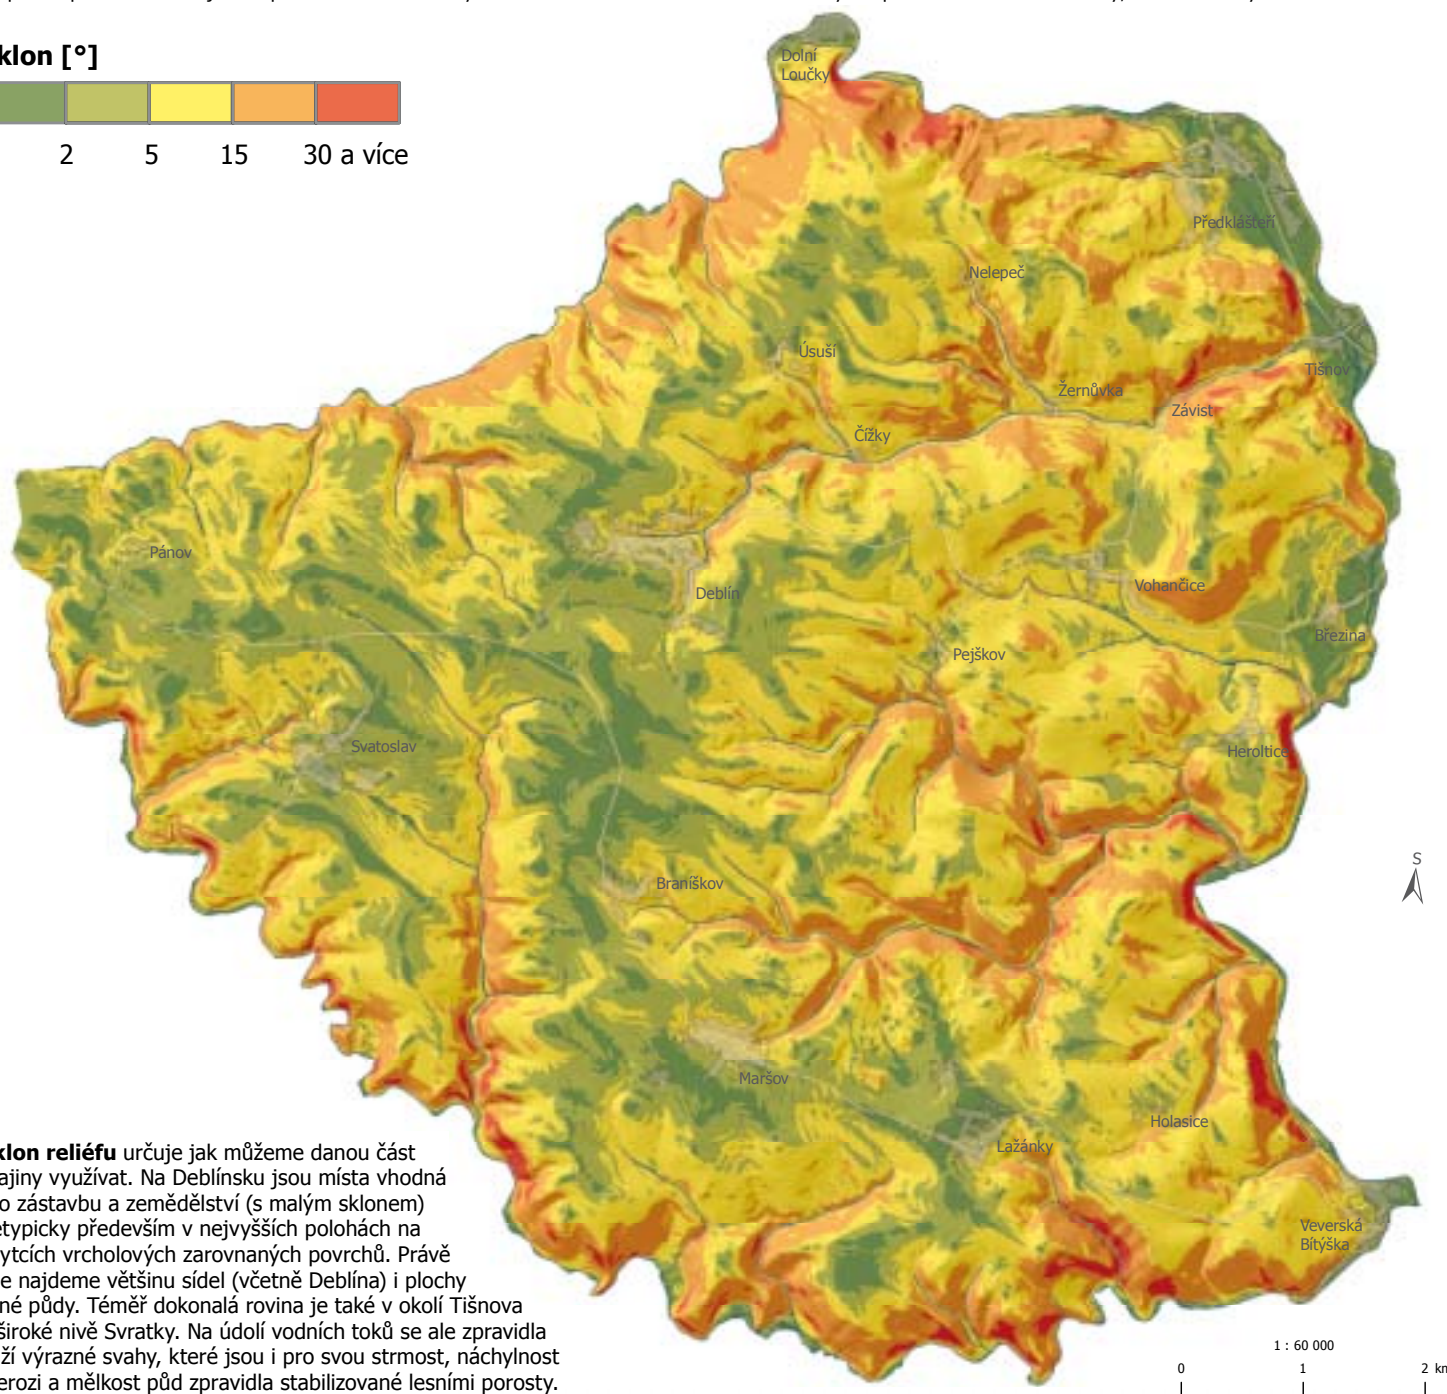 klon [°]
2 5 15 30 a více
Dolní
Loučky
Předklášteří
Nelepeč
Úsuší
Tišnov
Žernůvka
Závist
Čížky
Pánov
Deblín
Vohančice
Březina
Pejškov
Svatoslav
Heroltice
S
Braníškov
Maršov
Holasice
Lažánky
Veverská
Bítýška
klon reliéfu určuje jak můžeme danou část
ajiny využívat. Na Deblínsku jsou místa vhodná
o zástavbu a zemědělství (s malým sklonem)
etypicky především v nejvyšších polohách na
ytcích vrcholových zarovnaných povrchů. Právě
e najdeme většinu sídel (včetně Deblína) i plochy
né půdy. Téměř dokonalá rovina je také v okolí Tišnova
široké nivě Svratky. Na údolí vodních toků se ale zpravidla
ží výrazné svahy, které jsou i pro svou strmost, náchylnost
erozi a mělkost půd zpravidla stabilizované lesními porosty.
1 : 60 000
0 1 2 km